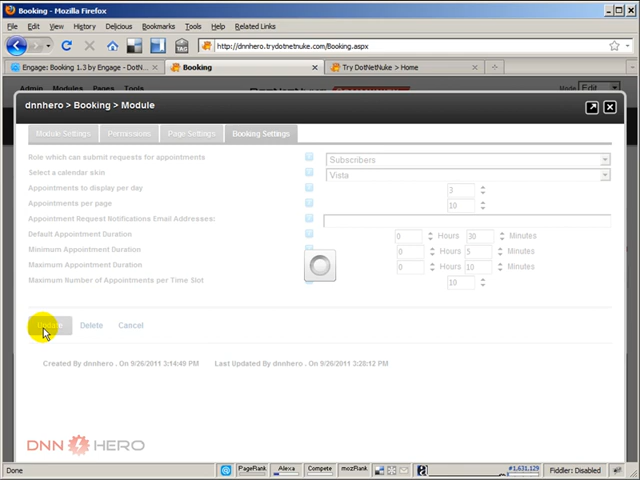 Booking - Mozilla Firefox
File Edit View History Delicious Bookmarks Tools Help Related Links
http://dnnhero.trydotnetnuke.com/Booking.aspx
Engage: Booking 1.3 by Engage - DotN... Booking Try DotNetNuke > Home
Admin Modules Pages Mode Edit
dnnhero > Booking > Module
Module Settings Permissions Page Settings Booking Settings
Role which can submit requests for appointments Subscribers
Select a calendar skin Vista
Appointments to display per day 3
Appointments per page 10
Appointment Request Notifications Email Addresses:
Default Appointment Duration 0 Hours 30 Minutes
Minimum Appointment Duration 0 Hours 5 Minutes
Maximum Appointment Duration 0 Hours 10 Minutes
Maximum Number of Appointments per Time Slot 10
Update Delete Cancel
Created By dnnhero . On 9/26/2011 3:14:49 PM Last Updated By dnnhero . On 9/26/2011 3:28:12 PM
DNN HERO
Done PageRank Alexa Compete mozRank #1,631,129 Fiddler: Disabled